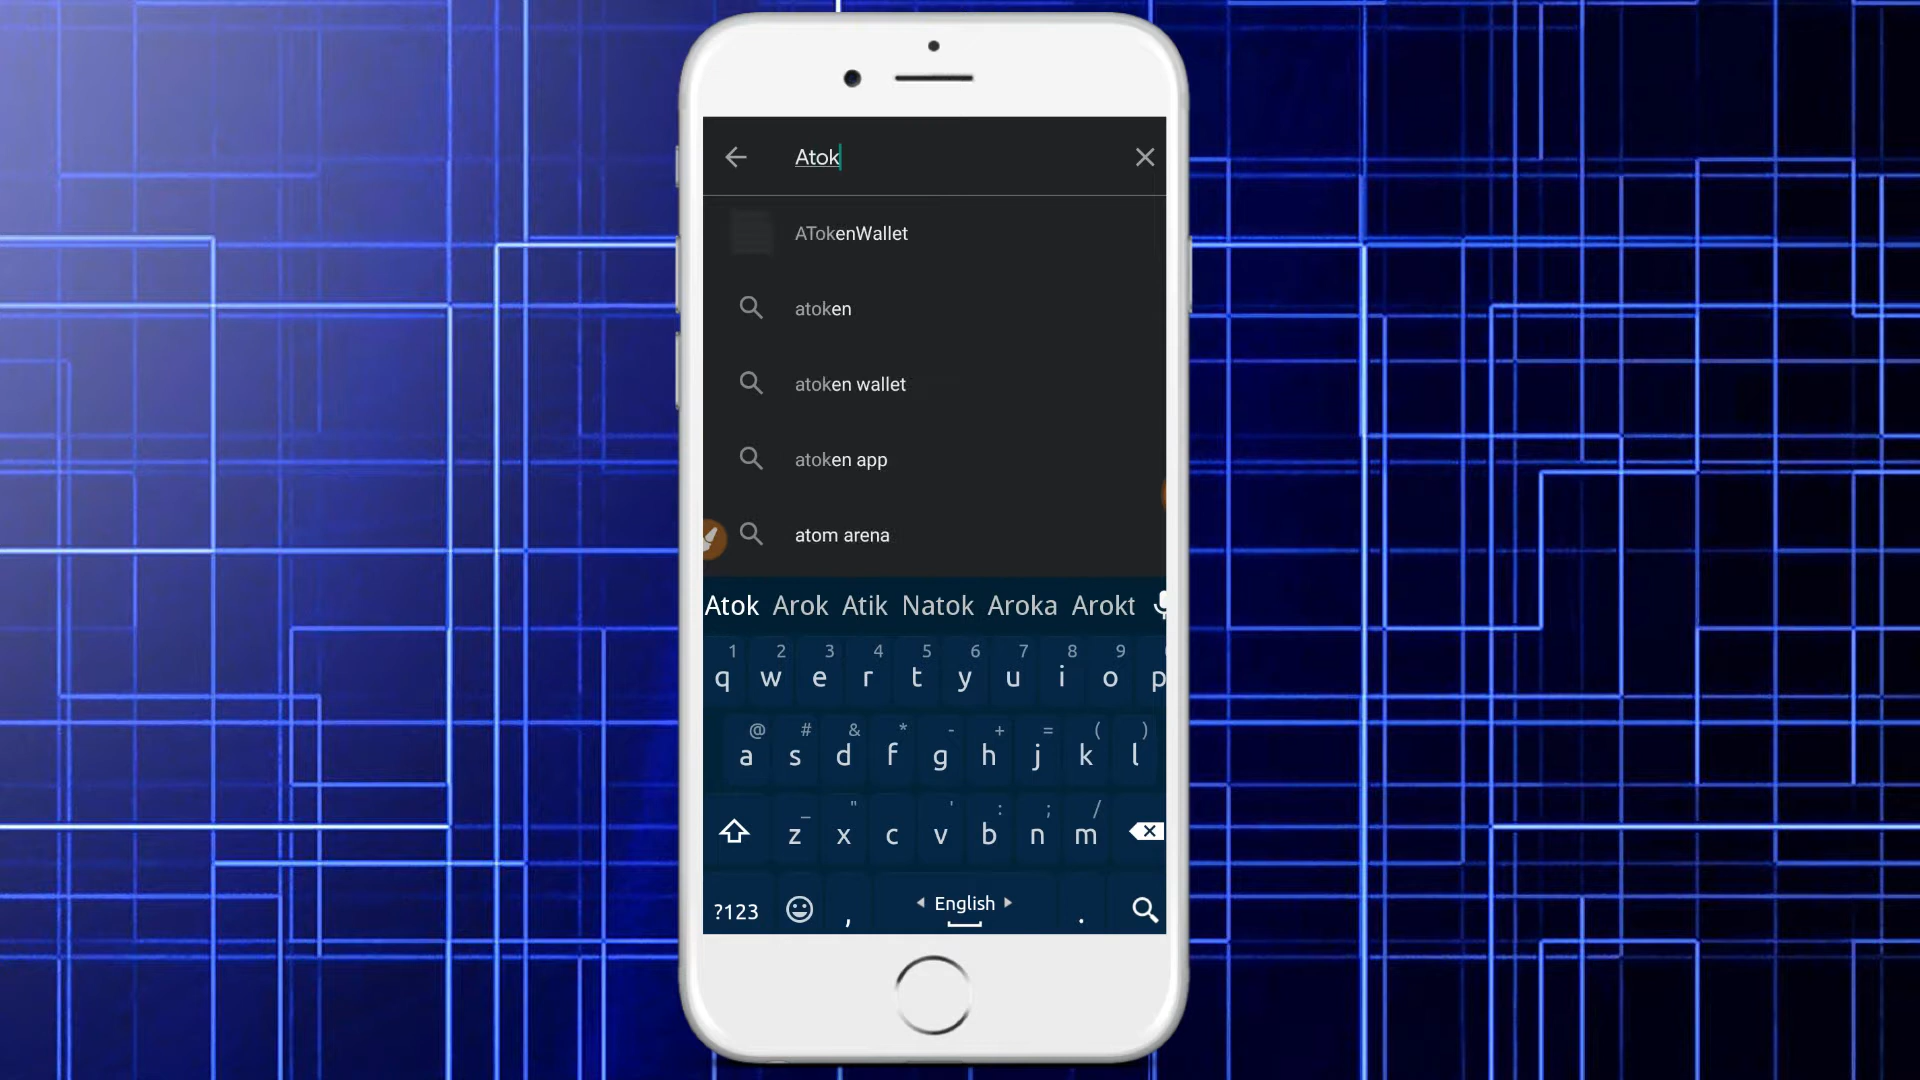 Atok
ATokenWallet
atoken
atoken wallet
atoken app
atom arena
Atok Arok Atik Natok Aroka Arokt
1 2 3 4 5 6 7 8 9
q w e r t y u i o p
@ # & * - + = ( )
a s d f g h j k l
_ " ' : ; /
z x c v b n m
?123 , English .